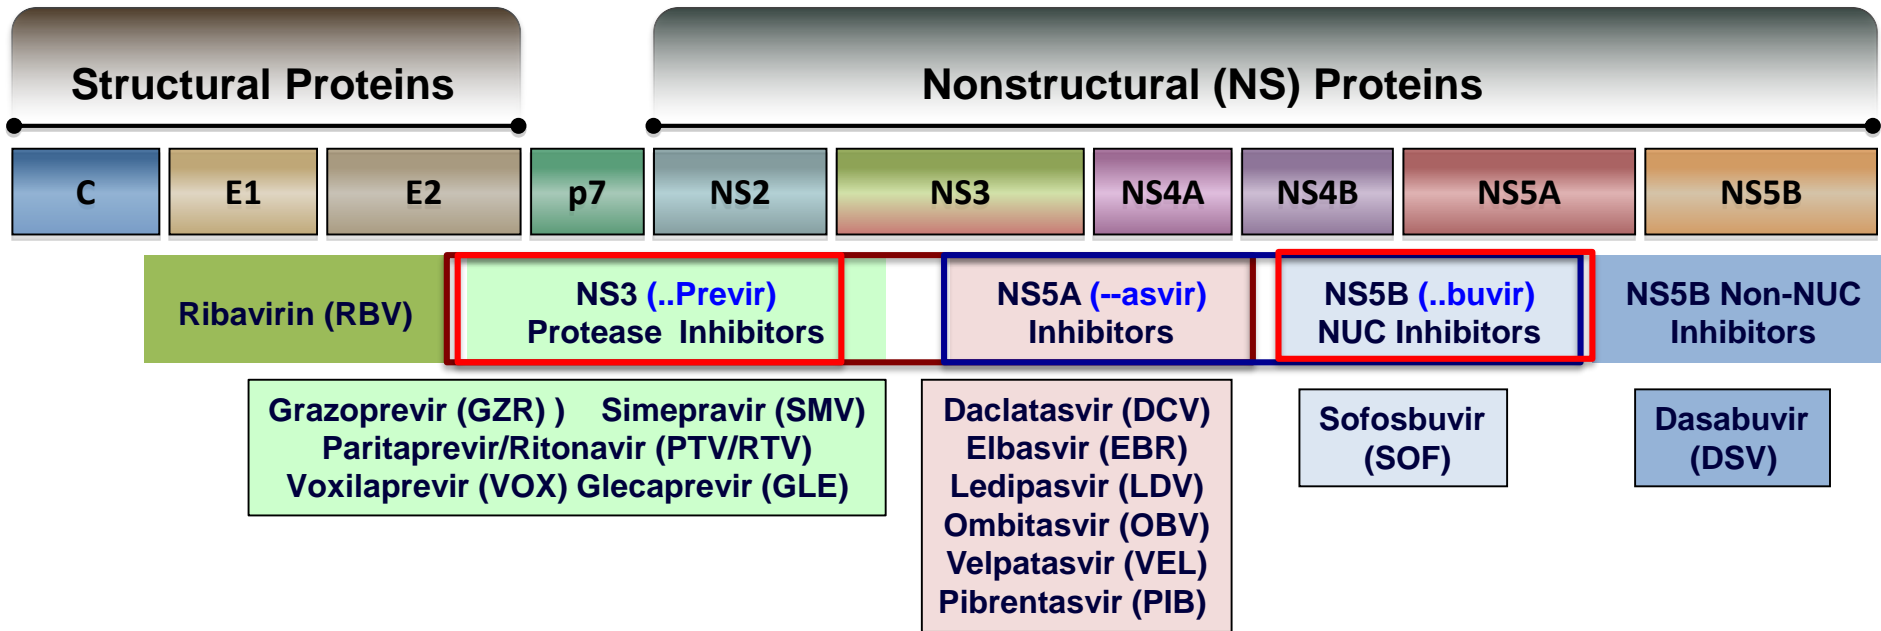 Structural Proteins
Nonstructural (NS) Proteins
C
E1
E2
p7
NS2
NS3
NS4A
NS4B
NS5A
NS5B
Ribavirin (RBV)
NS3 (..Previr)
Protease Inhibitors
NS5A (--asvir)
Inhibitors
NS5B (..buvir)
NUC Inhibitors
NS5B Non-NUC
Inhibitors
Grazoprevir (GZR) ) Simepravir (SMV)
Paritaprevir/Ritonavir (PTV/RTV)
Voxilaprevir (VOX) Glecaprevir (GLE)
Daclatasvir (DCV)
Elbasvir (EBR)
Ledipasvir (LDV)
Ombitasvir (OBV)
Velpatasvir (VEL)
Pibrentasvir (PIB)
Sofosbuvir
(SOF)
Dasabuvir
(DSV)